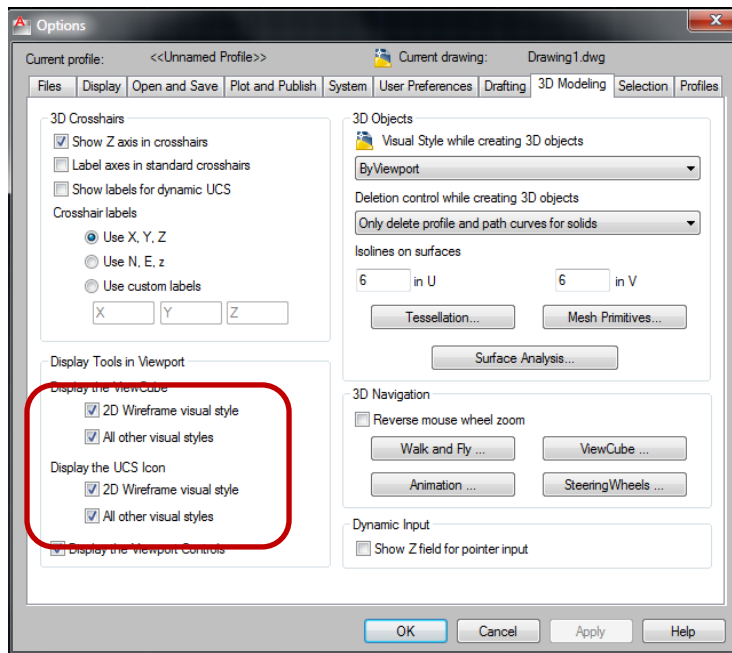 Options
Current profile: <<Unnamed Profile>> Current drawing: Drawing1.dwg
Files Display Open and Save Plot and Publish System User Preferences Drafting 3D Modeling Selection Profiles
3D Crosshairs
Show Z axis in crosshairs
Label axes in standard crosshairs
Show labels for dynamic UCS
Crosshair labels
Use X, Y, Z
Use N, E, z
Use custom labels
X Y Z
Display Tools in Viewport
Display the ViewCube
2D Wireframe visual style
All other visual styles
Display the UCS Icon
2D Wireframe visual style
All other visual styles
Display the Viewport Controls
3D Objects
Visual Style while creating 3D objects
ByViewport
Deletion control while creating 3D objects
Only delete profile and path curves for solids
Isolines on surfaces
6 in U 6 in V
Tessellation... Mesh Primitives...
Surface Analysis...
3D Navigation
Reverse mouse wheel zoom
Walk and Fly ... ViewCube ...
Animation ... SteeringWheels ...
Dynamic Input
Show Z field for pointer input
OK Cancel Apply Help